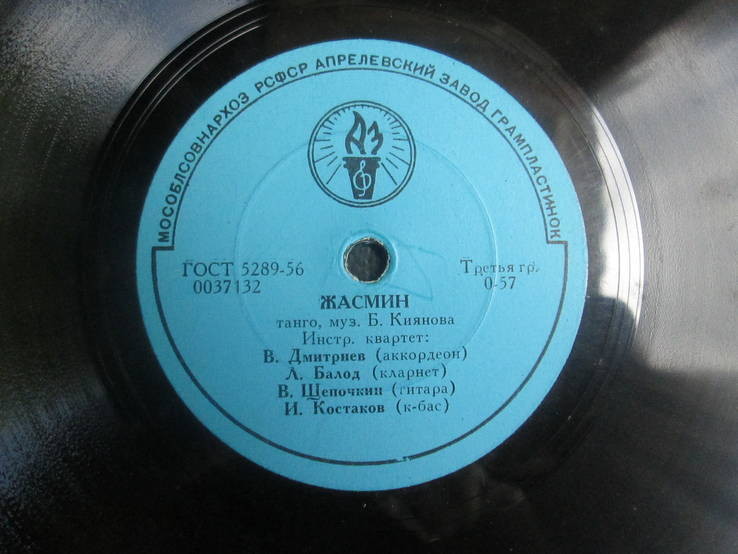 МОСОБЛСОВНАРХОЗ РСФСР АПРЕЛЕВСКИЙ ЗАВОД ГРАМПЛАСТИНОК
АЗ
ГОСТ 5289-56
0037132
Третья гр.
0-57
ЖАСМИН
танго, муз. Б. Киянова
Инстр. квартет:
В. Дмитриев (аккордеон)
Л. Балод (кларнет)
В. Щепочкин (гитара)
И. Костаков (к-бас)